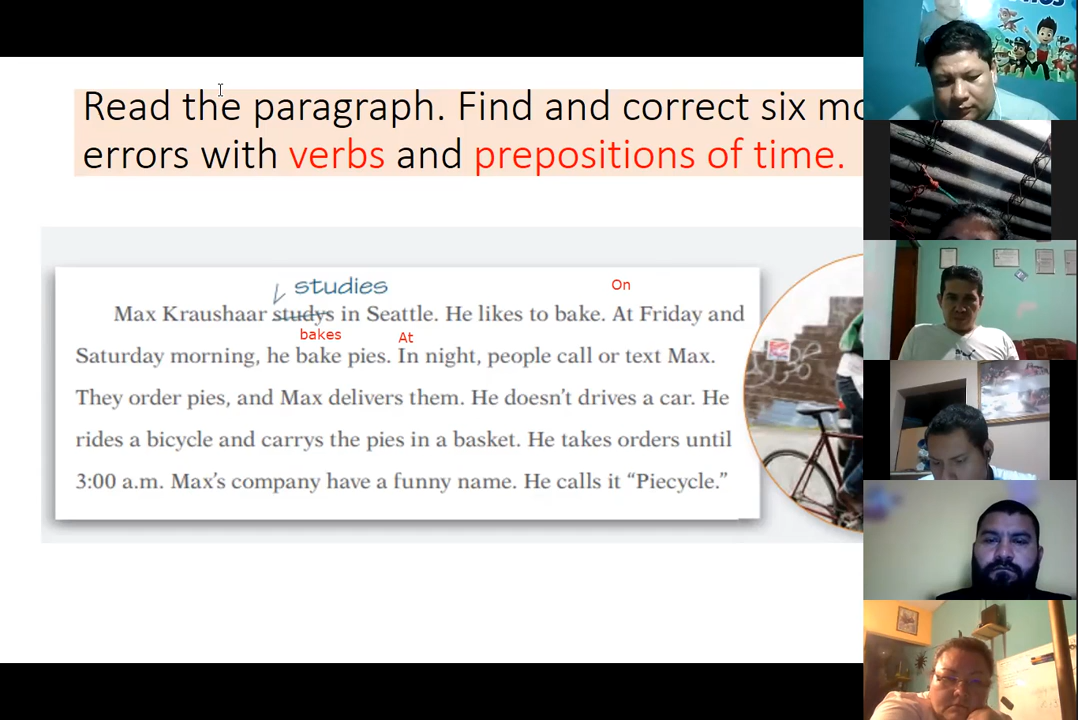 Read the paragraph. Find and correct six
errors with verbs and prepositions of time.
studies
On
Max Kraushaar studys in Seattle. He likes to bake. At Friday and
bakes
At
Saturday morning, he bake pies. In night, people call or text Max.
They order pies, and Max delivers them. He doesn't drives a car. He
rides a bicycle and carrys the pies in a basket. He takes orders until
3:00 a.m. Max's company have a funny name. He calls it “Piecycle.”